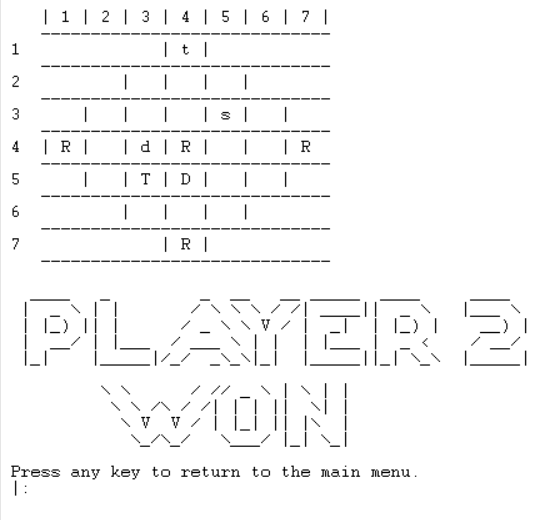 | 1 | 2 | 3 | 4 | 5 | 6 | 7 |
1 | t |
2 | | | |
3 | | | | s | |
4 | R | | d | R | | | R |
5 | | T | D | | |
6 | | | |
7 | R |
PLAYER 2
WON
Press any key to return to the main menu.
|: